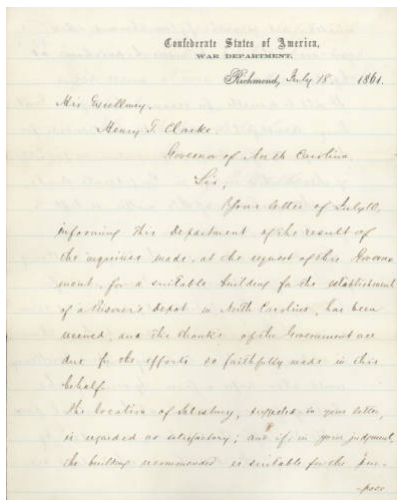 Confederate States of America,
WAR DEPARTMENT.
Richmond, July 18 1861.
His Excellency,
Henry T. Clarke
Governor of North Carolina
Sir,
Your letter of July 10,
informing this Department of the result of
the inquiries made, at the request of this Govern-
ment, for a suitable building for the establishment
of a Prisoner's Depot in North Carolina, has been
received, and the thanks of the Government are
due for the efforts so faithfully made in this
behalf.
The location of Salisbury, suggested in your letter,
is regarded as satisfactory; and if, in your judgment,
the building recommended is suitable for the pur-
-pose